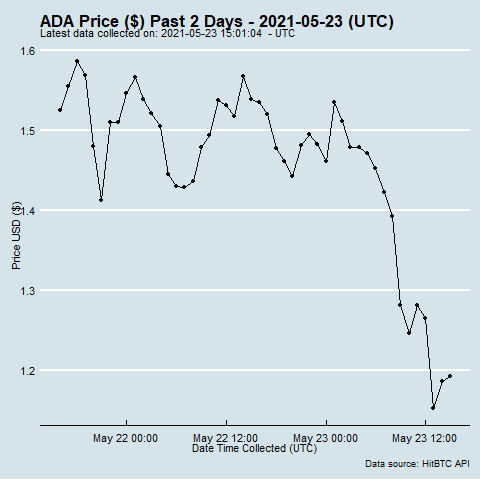 ADA Price ($) Past 2 Days - 2021-05-23 (UTC)
Latest data collected on: 2021-05-23 15:01:04 - UTC
1.6
1.5
1.4
1.3
1.2
Price USD ($)
May 22 00:00 May 22 12:00 May 23 00:00 May 23 12:00
Date Time Collected (UTC)
Data source: HitBTC API